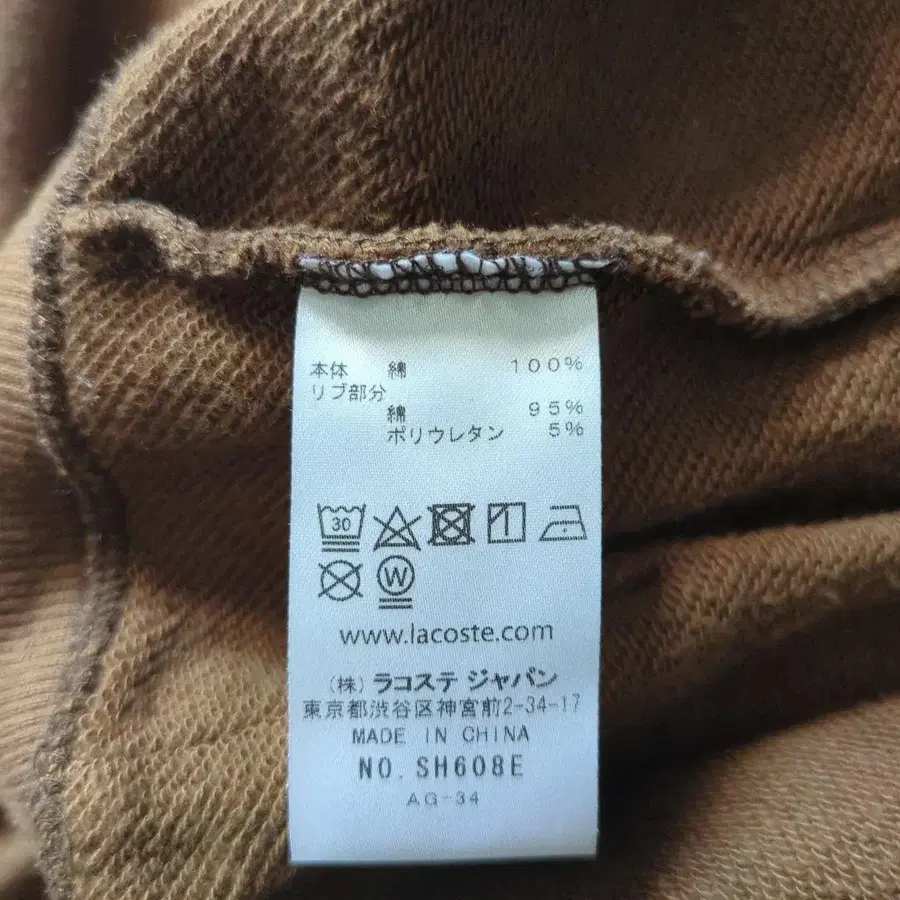 本体 綿 100%
リブ部分
綿 95%
ポリウレタン 5%
30
W
www.lacoste.com
(株) ラコステ ジャパン
東京都渋谷区神宮前2-34-17
MADE IN CHINA
NO. SH608E
AG-34